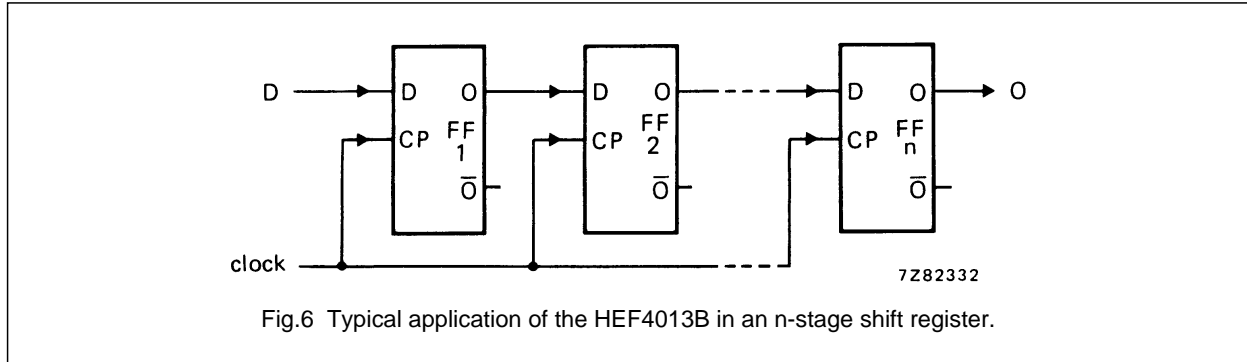 D D O D O D O O
CP FF 1 CP FF 2 CP FF n
O̅ O̅ O̅
clock
7Z82332
Fig.6 Typical application of the HEF4013B in an n-stage shift register.